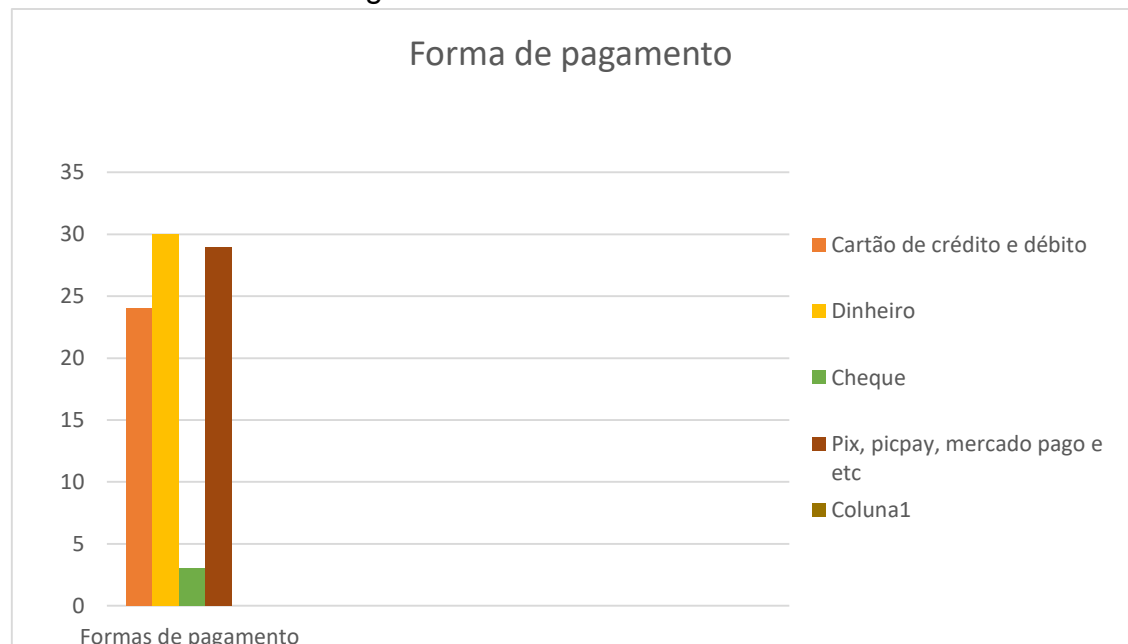 Forma de pagamento
35
30
25
20
15
10
5
0
Formas de pagamento
Cartão de crédito e débito
Dinheiro
Cheque
Pix, picpay, mercado pago e
etc
Coluna1